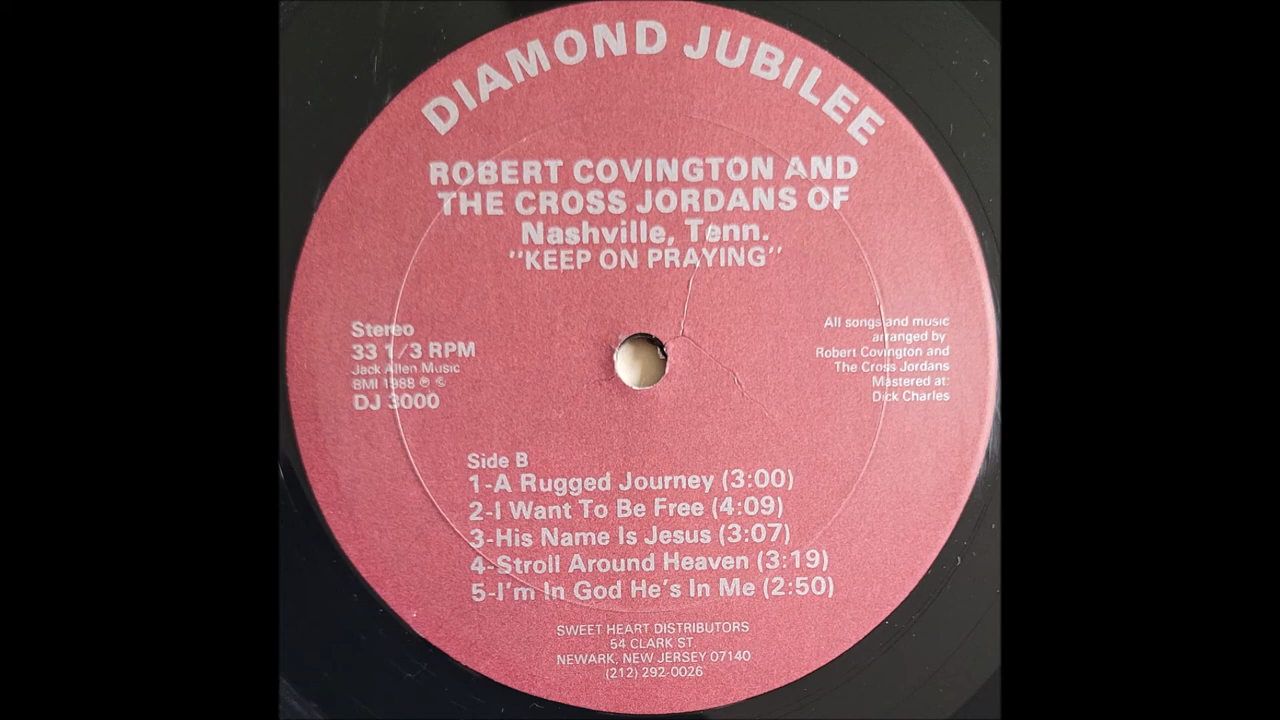 DIAMOND JUBILEE
ROBERT COVINGTON AND
THE CROSS JORDANS OF
Nashville, Tenn.
"KEEP ON PRAYING"
Stereo
33 1/3 RPM
Jack Allen Music
BMI 1988 ℗ ©
DJ 3000
All songs and music
arranged by
Robert Covington and
The Cross Jordans
Mastered at:
Dick Charles
Side B
1-A Rugged Journey (3:00)
2-I Want To Be Free (4:09)
3-His Name Is Jesus (3:07)
4-Stroll Around Heaven (3:19)
5-I'm In God He's In Me (2:50)
SWEET HEART DISTRIBUTORS
54 CLARK ST.
NEWARK, NEW JERSEY 07140
(212) 292-0026